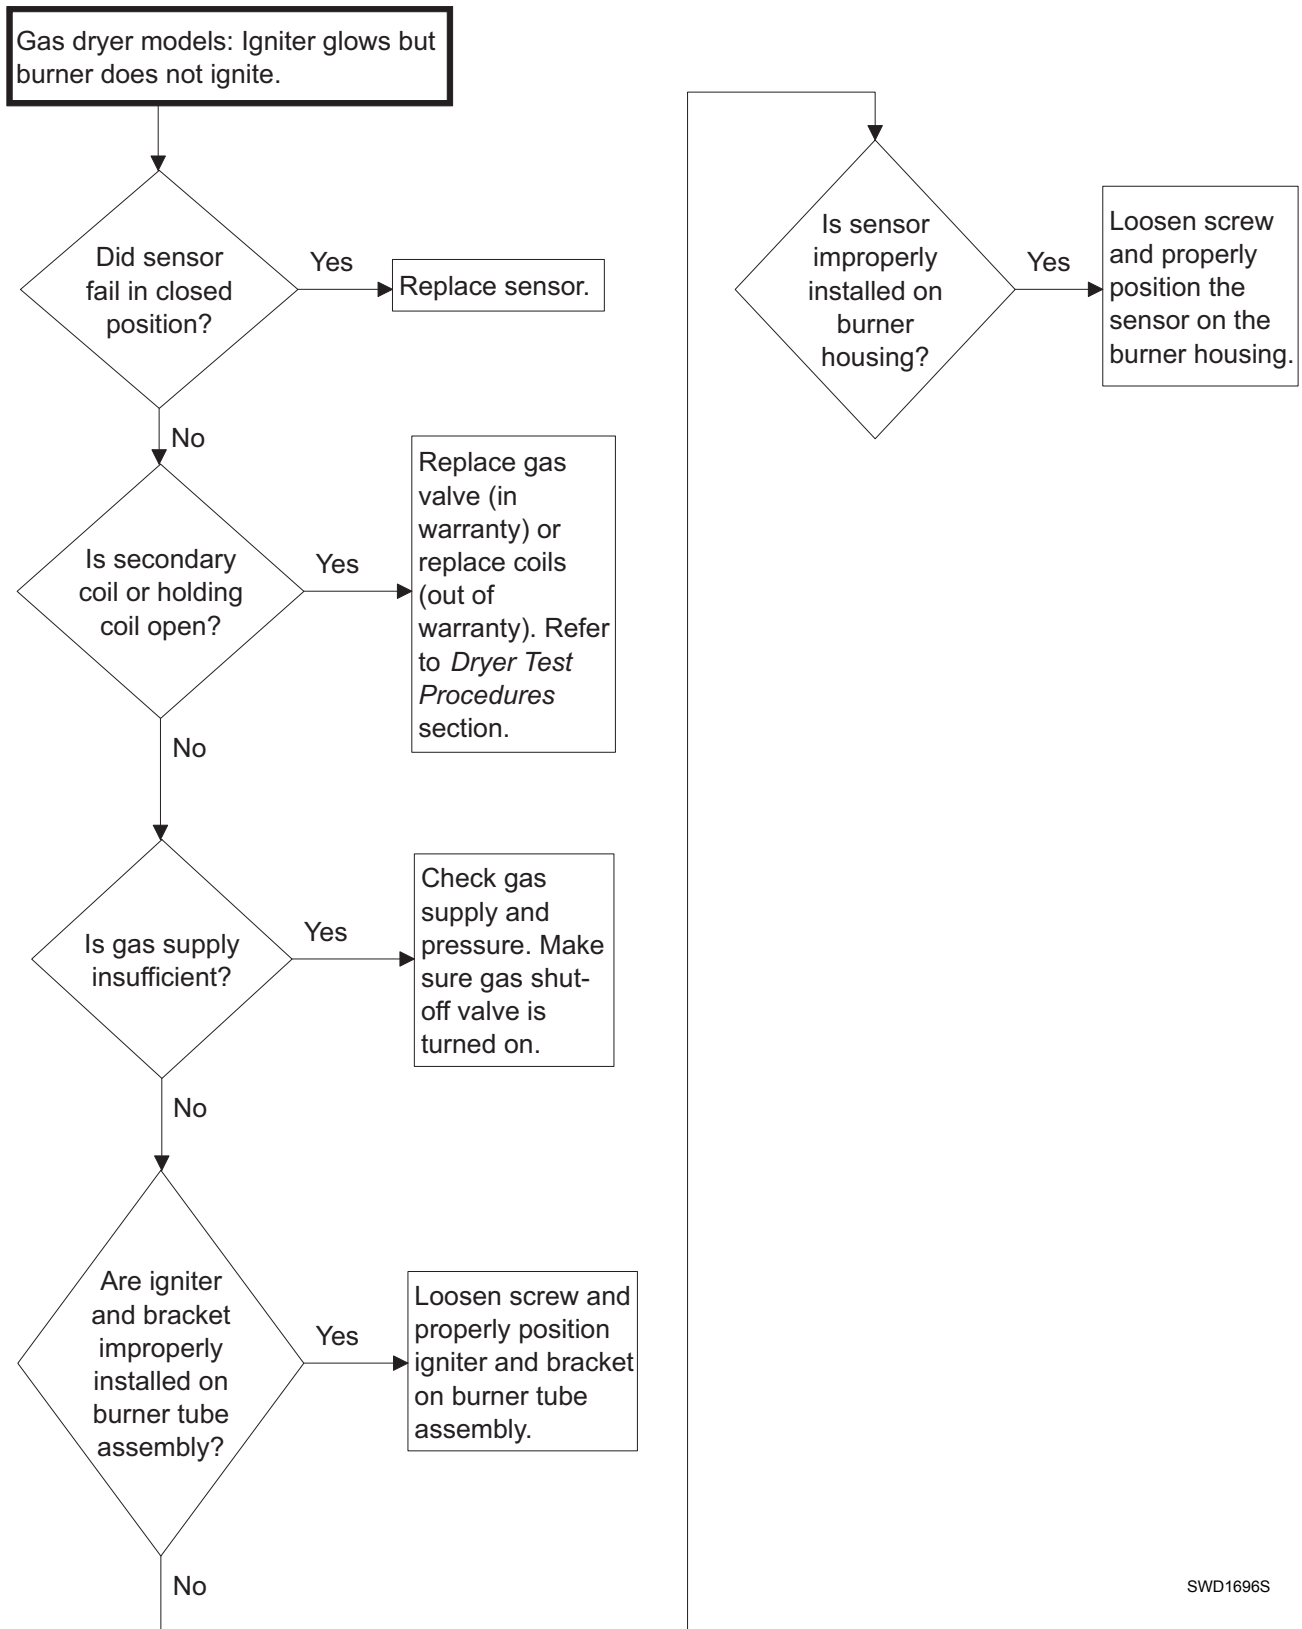 Gas dryer models: Igniter glows but
burner does not ignite.
Did sensor
fail in closed
position?
Yes
Replace sensor.
No
Is secondary
coil or holding
coil open?
Yes
Replace gas
valve (in
warranty) or
replace coils
(out of
warranty). Refer
to Dryer Test
Procedures
section.
No
Is gas supply
insufficient?
Yes
Check gas
supply and
pressure. Make
sure gas shut-
off valve is
turned on.
No
Are igniter
and bracket
improperly
installed on
burner tube
assembly?
Yes
Loosen screw and
properly position
igniter and bracket
on burner tube
assembly.
No
Is sensor
improperly
installed on
burner
housing?
Yes
Loosen screw
and properly
position the
sensor on the
burner housing.
SWD1696S